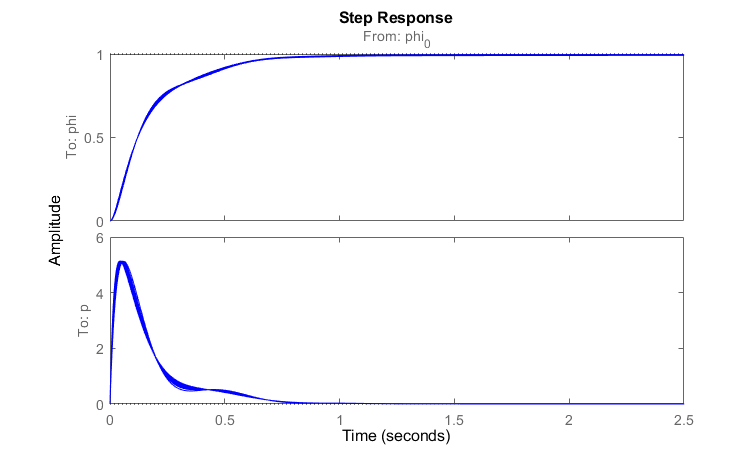 Step Response
From: phi0
1
0.5
0
To: phi
Amplitude
6
4
2
0
To: p
0 0.5 1 1.5 2 2.5
Time (seconds)